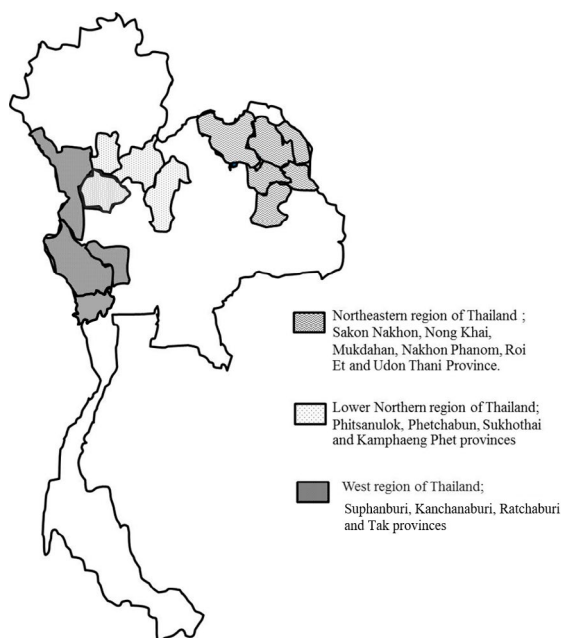 Northeastern region of Thailand ;
Sakon Nakhon, Nong Khai,
Mukdahan, Nakhon Phanom, Roi
Et and Udon Thani Province.
Lower Northern region of Thailand;
Phitsanulok, Phetchabun, Sukhothai
and Kamphaeng Phet provinces
West region of Thailand;
Suphanburi, Kanchanaburi, Ratchaburi
and Tak provinces